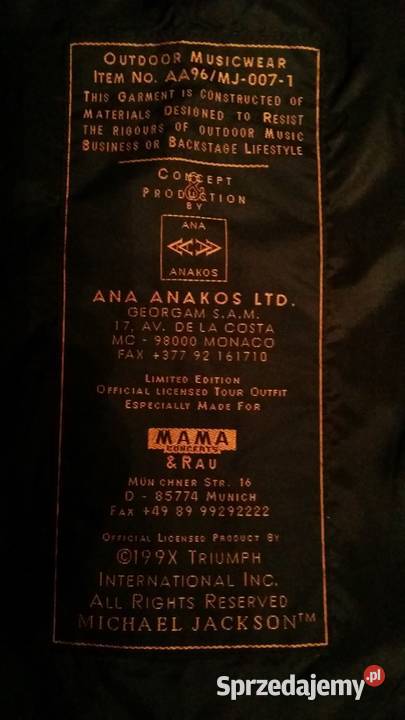 OUTDOOR MUSICWEAR
ITEM NO. AA96/MJ-007-1
THIS GARMENT IS CONSTRUCTED OF
MATERIALS DESIGNED TO RESIST
THE RIGOURS OF OUTDOOR MUSIC
BUSINESS OR BACKSTAGE LIFESTYLE
CONCEPT
&
PRODUCTION
BY
ANA
ANAKOS
ANA ANAKOS LTD.
GEORGAM S.A.M.
17, AV. DE LA COSTA
MC - 98000 MONACO
FAX +377 92 161710
LIMITED EDITION
OFFICIAL LICENSED TOUR OUTFIT
ESPECIALLY MADE FOR
MAMA
CONCERTS
& RAU
MÜNCHNER STR. 16
D - 85774 MUNICH
FAX +49 89 99292222
OFFICIAL LICENSED PRODUCT BY
©199X TRIUMPH
INTERNATIONAL INC.
ALL RIGHTS RESERVED
MICHAEL JACKSON™
Sprzedajemy.pl